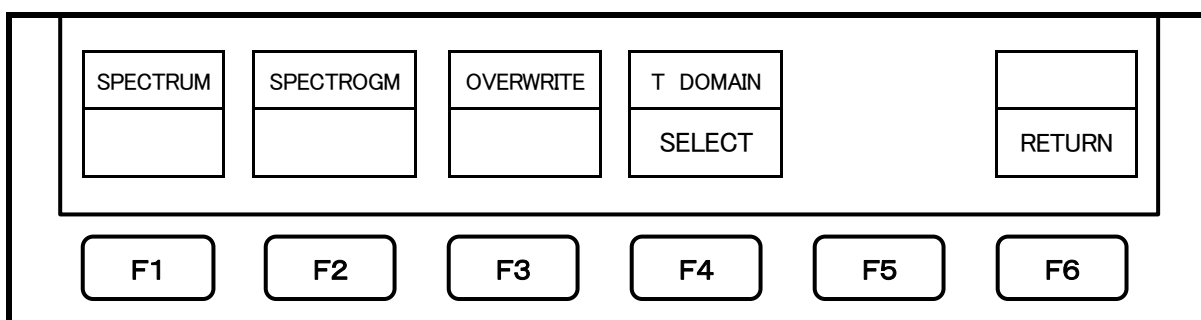 SPECTRUM SPECTROGM OVERWRITE T DOMAIN
SELECT RETURN
F1 F2 F3 F4 F5 F6